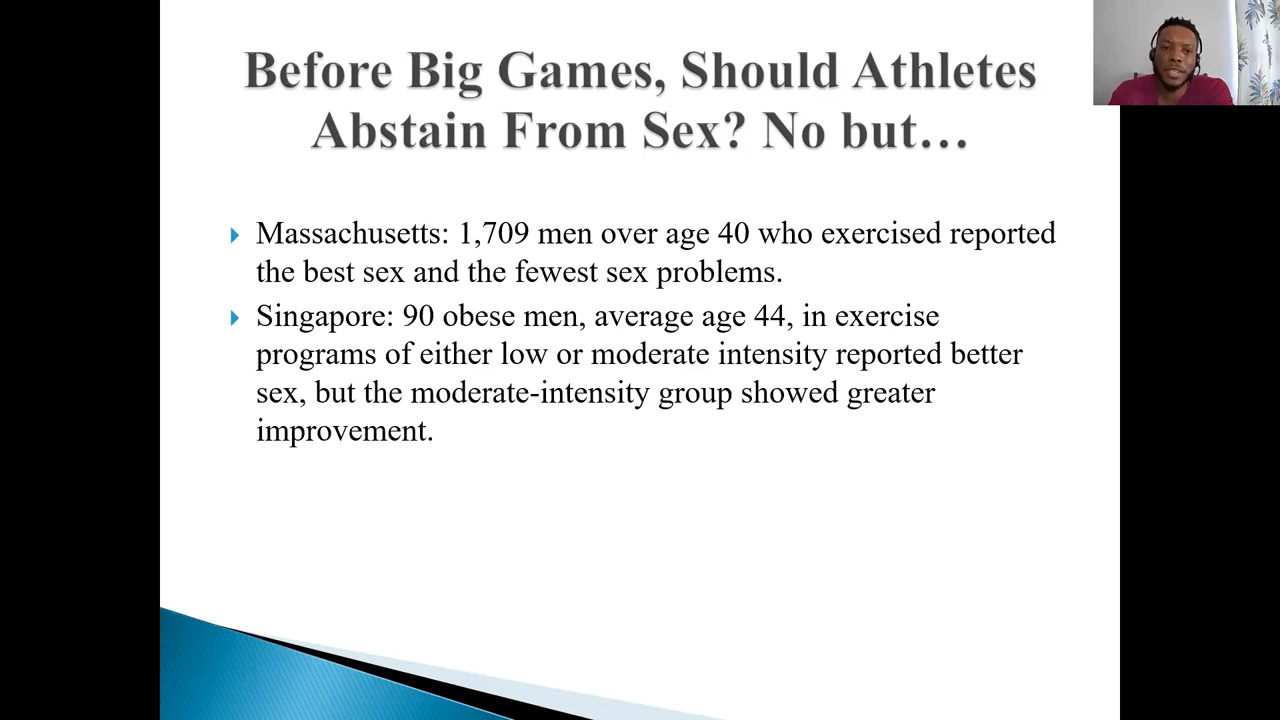 Before Big Games, Should Athletes
Abstain From Sex? No but…
Massachusetts: 1,709 men over age 40 who exercised reported
the best sex and the fewest sex problems.
Singapore: 90 obese men, average age 44, in exercise
programs of either low or moderate intensity reported better
sex, but the moderate-intensity group showed greater
improvement.